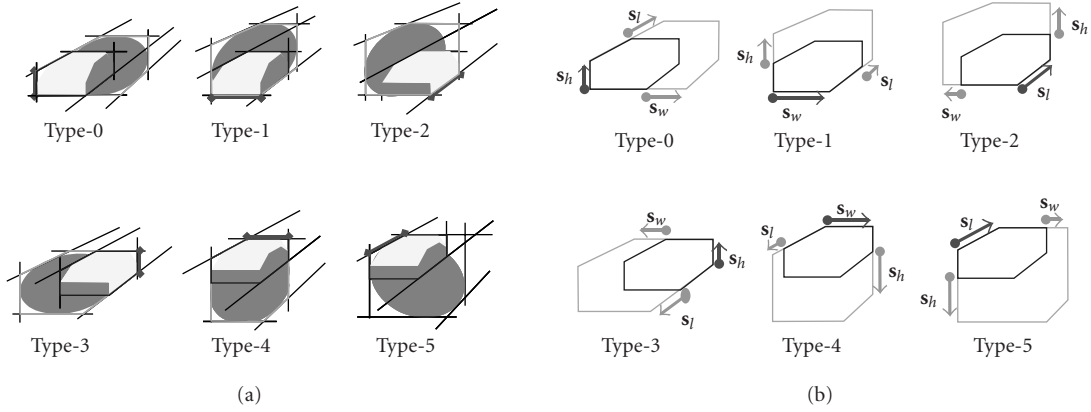 s_l
s_h
s_w
Type-0
Type-1
Type-2
s_h
s_l
s_w
Type-0
s_w
Type-1
s_h
s_l
s_w
Type-2
Type-3
Type-4
Type-5
s_w
s_h
s_l
Type-3
s_l
s_w
s_h
Type-4
s_l
s_w
s_h
Type-5
(a)
(b)